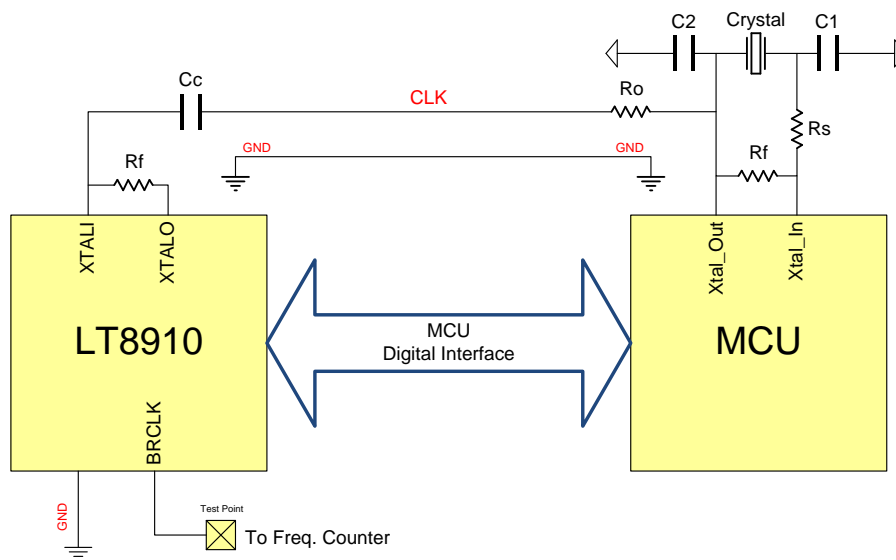 C2
Crystal
C1
Cc
CLK
Ro
Rs
GND
GND
Rf
Rf
XTALI
XTALO
Xtal_Out
Xtal_In
LT8910
MCU
Digital Interface
MCU
BRCLK
GND
Test Point
To Freq. Counter